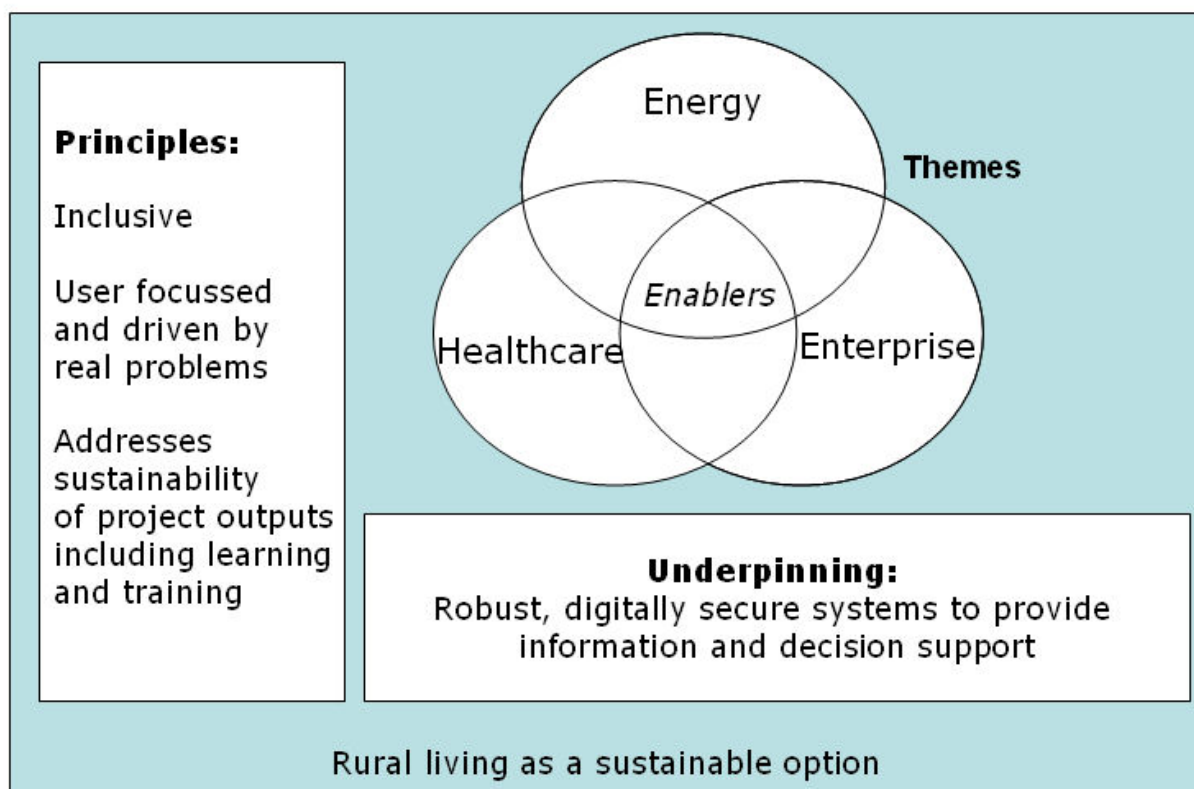 Principles:
Inclusive
User focussed
and driven by
real problems
Addresses
sustainability
of project outputs
including learning
and training
Energy
Themes
Enablers
Healthcare
Enterprise
Underpinning:
Robust, digitally secure systems to provide
information and decision support
Rural living as a sustainable option